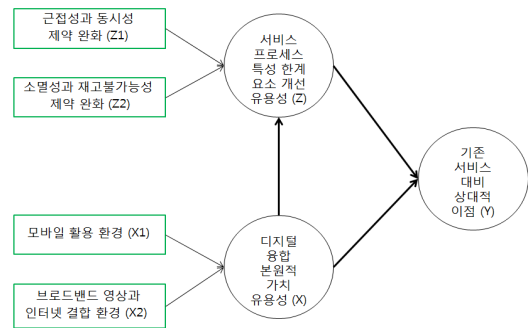 근접성과 동시성
제약 완화 (Z1)
소멸성과 재고불가능성
제약 완화 (Z2)
서비스
프로세스
특성 한계
요소 개선
유용성 (Z)
기존
서비스
대비
상대적
이점 (Y)
모바일 활용 환경 (X1)
브로드밴드 영상과
인터넷 결합 환경 (X2)
디지털
융합
본원적
가치
유용성 (X)